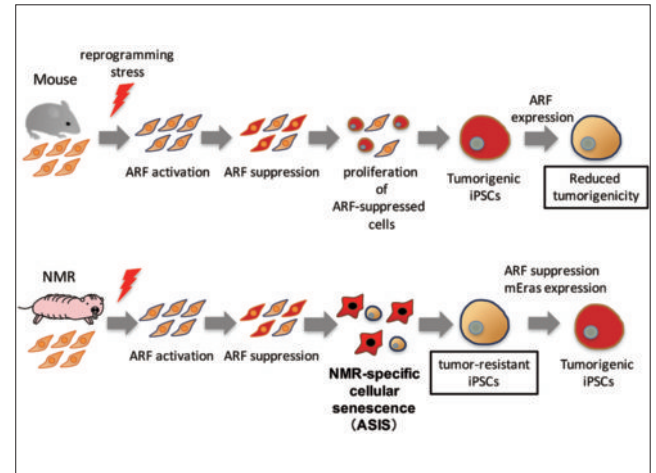 reprogramming
stress
Mouse
ARF activation
ARF suppression
proliferation
of
ARF-suppressed
cells
Tumorigenic
iPSCs
ARF
expression
Reduced
tumorigenicity
NMR
ARF activation
ARF suppression
NMR-specific
cellular
senescence
(ASIS)
tumor-resistant
iPSCs
ARF suppression
mEras expression
Tumorigenic
iPSCs